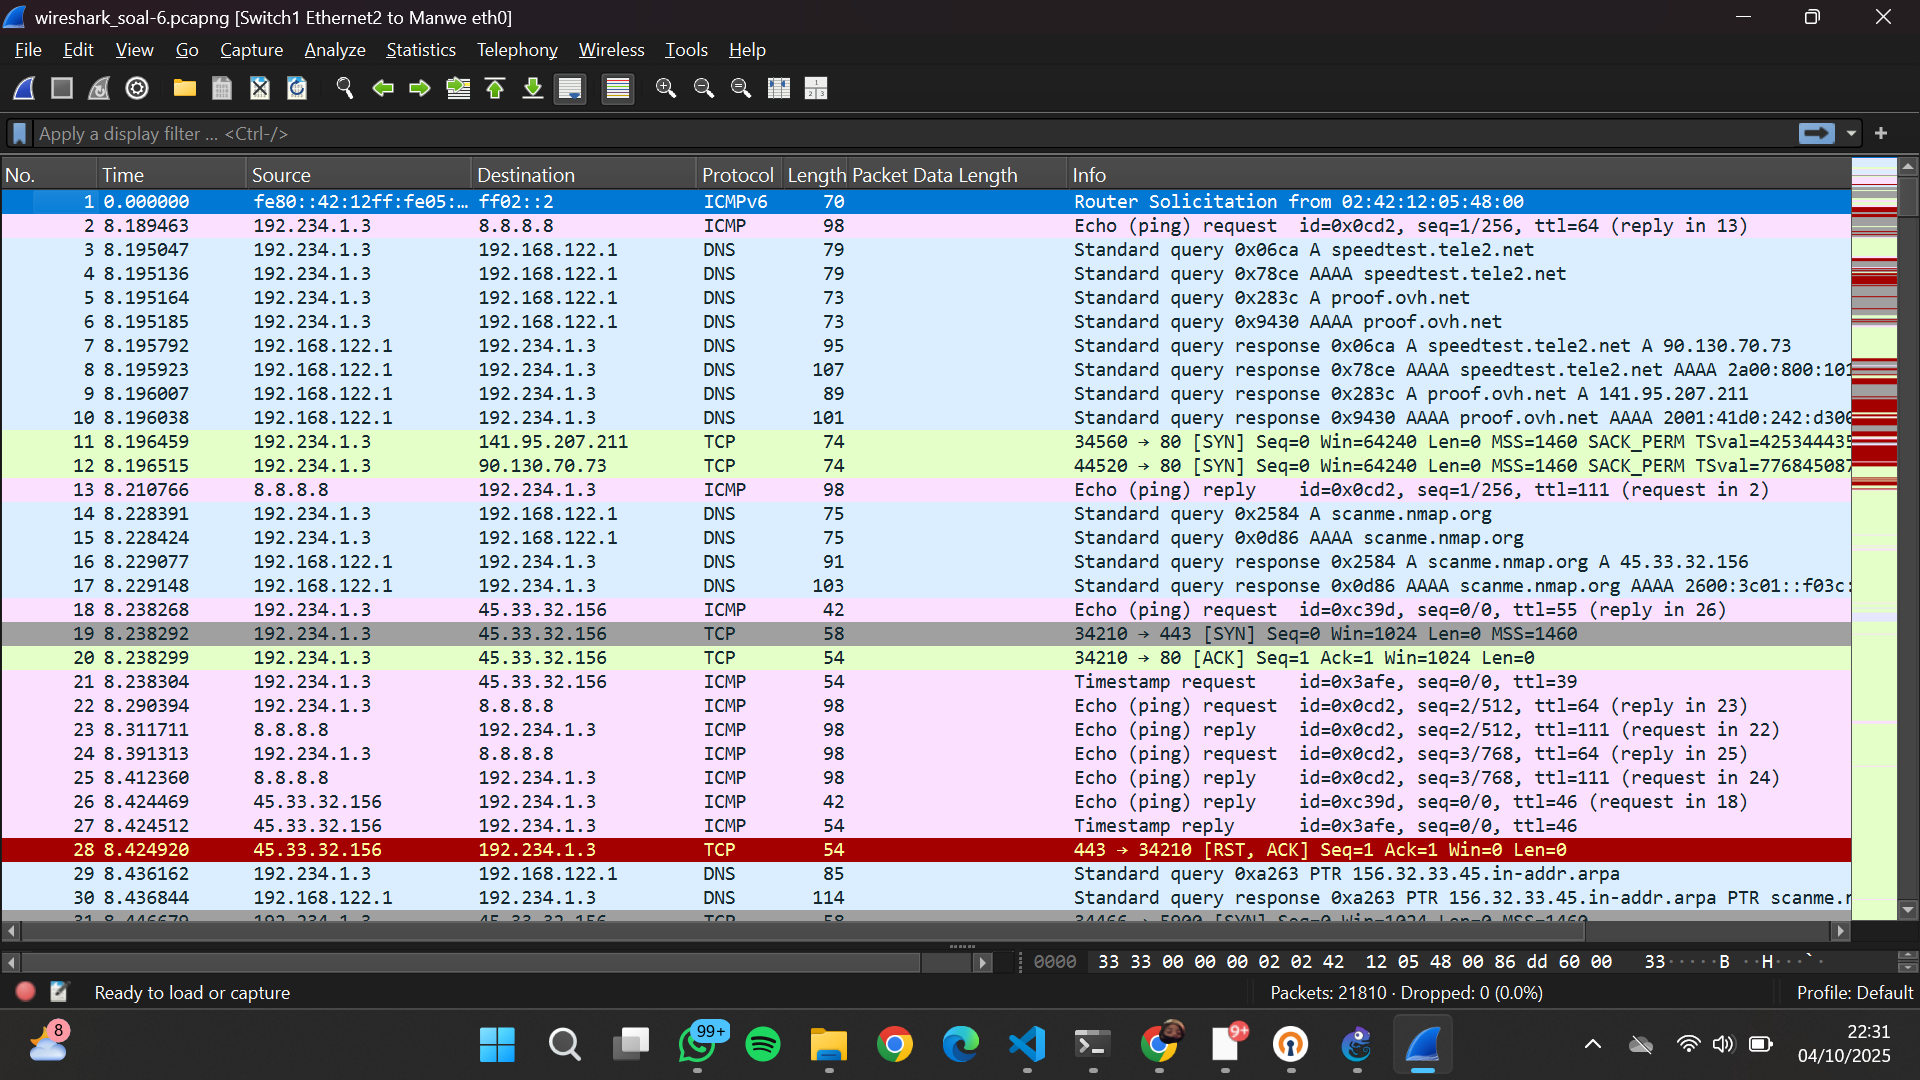 wireshark_soal-6.pcapng [Switch1 Ethernet2 to Manwe eth0]
File Edit View Go Capture Analyze Statistics Telephony Wireless Tools Help
Apply a display filter ... <Ctrl-/>
No. Time Source Destination Protocol Length Packet Data Length Info
1 0.000000 fe80::42:12ff:fe05:… ff02::2 ICMPv6 70 Router Solicitation from 02:42:12:05:48:00
2 8.189463 192.234.1.3 8.8.8.8 ICMP 98 Echo (ping) request id=0x0cd2, seq=1/256, ttl=64 (reply in 13)
3 8.195047 192.234.1.3 192.168.122.1 DNS 79 Standard query 0x06ca A speedtest.tele2.net
4 8.195136 192.234.1.3 192.168.122.1 DNS 79 Standard query 0x78ce AAAA speedtest.tele2.net
5 8.195164 192.234.1.3 192.168.122.1 DNS 73 Standard query 0x283c A proof.ovh.net
6 8.195185 192.234.1.3 192.168.122.1 DNS 73 Standard query 0x9430 AAAA proof.ovh.net
7 8.195792 192.168.122.1 192.234.1.3 DNS 95 Standard query response 0x06ca A speedtest.tele2.net A 90.130.70.73
8 8.195923 192.168.122.1 192.234.1.3 DNS 107 Standard query response 0x78ce AAAA speedtest.tele2.net AAAA 2a00:800:101
9 8.196007 192.168.122.1 192.234.1.3 DNS 89 Standard query response 0x283c A proof.ovh.net A 141.95.207.211
10 8.196038 192.168.122.1 192.234.1.3 DNS 101 Standard query response 0x9430 AAAA proof.ovh.net AAAA 2001:41d0:242:d300
11 8.196459 192.234.1.3 141.95.207.211 TCP 74 34560 → 80 [SYN] Seq=0 Win=64240 Len=0 MSS=1460 SACK_PERM TSval=425344435
12 8.196515 192.234.1.3 90.130.70.73 TCP 74 44520 → 80 [SYN] Seq=0 Win=64240 Len=0 MSS=1460 SACK_PERM TSval=776845087
13 8.210766 8.8.8.8 192.234.1.3 ICMP 98 Echo (ping) reply id=0x0cd2, seq=1/256, ttl=111 (request in 2)
14 8.228391 192.234.1.3 192.168.122.1 DNS 75 Standard query 0x2584 A scanme.nmap.org
15 8.228424 192.234.1.3 192.168.122.1 DNS 75 Standard query 0x0d86 AAAA scanme.nmap.org
16 8.229077 192.168.122.1 192.234.1.3 DNS 91 Standard query response 0x2584 A scanme.nmap.org A 45.33.32.156
17 8.229148 192.168.122.1 192.234.1.3 DNS 103 Standard query response 0x0d86 AAAA scanme.nmap.org AAAA 2600:3c01::f03c:
18 8.238268 192.234.1.3 45.33.32.156 ICMP 42 Echo (ping) request id=0xc39d, seq=0/0, ttl=55 (reply in 26)
19 8.238292 192.234.1.3 45.33.32.156 TCP 58 34210 → 443 [SYN] Seq=0 Win=1024 Len=0 MSS=1460
20 8.238299 192.234.1.3 45.33.32.156 TCP 54 34210 → 80 [ACK] Seq=1 Ack=1 Win=1024 Len=0
21 8.238304 192.234.1.3 45.33.32.156 ICMP 54 Timestamp request id=0x3afe, seq=0/0, ttl=39
22 8.290394 192.234.1.3 8.8.8.8 ICMP 98 Echo (ping) request id=0x0cd2, seq=2/512, ttl=64 (reply in 23)
23 8.311711 8.8.8.8 192.234.1.3 ICMP 98 Echo (ping) reply id=0x0cd2, seq=2/512, ttl=111 (request in 22)
24 8.391313 192.234.1.3 8.8.8.8 ICMP 98 Echo (ping) request id=0x0cd2, seq=3/768, ttl=64 (reply in 25)
25 8.412360 8.8.8.8 192.234.1.3 ICMP 98 Echo (ping) reply id=0x0cd2, seq=3/768, ttl=111 (request in 24)
26 8.424469 45.33.32.156 192.234.1.3 ICMP 42 Echo (ping) reply id=0xc39d, seq=0/0, ttl=46 (request in 18)
27 8.424512 45.33.32.156 192.234.1.3 ICMP 54 Timestamp reply id=0x3afe, seq=0/0, ttl=46
28 8.424920 45.33.32.156 192.234.1.3 TCP 54 443 → 34210 [RST, ACK] Seq=1 Ack=1 Win=0 Len=0
29 8.436162 192.234.1.3 192.168.122.1 DNS 85 Standard query 0xa263 PTR 156.32.33.45.in-addr.arpa
30 8.436844 192.168.122.1 192.234.1.3 DNS 114 Standard query response 0xa263 PTR 156.32.33.45.in-addr.arpa PTR scanme.n
31 8.446679 192.234.1.3 45.33.32.156 TCP 58 34466 → 5900 [SYN] Seq=0 Win=1024 Len=0 MSS=1460
0000 33 33 00 00 00 02 02 42 12 05 48 00 86 dd 60 00 33·····B ··H···`·
Ready to load or capture Packets: 21810 · Dropped: 0 (0.0%) Profile: Default
8 99+ 9+ 22:31
04/10/2025